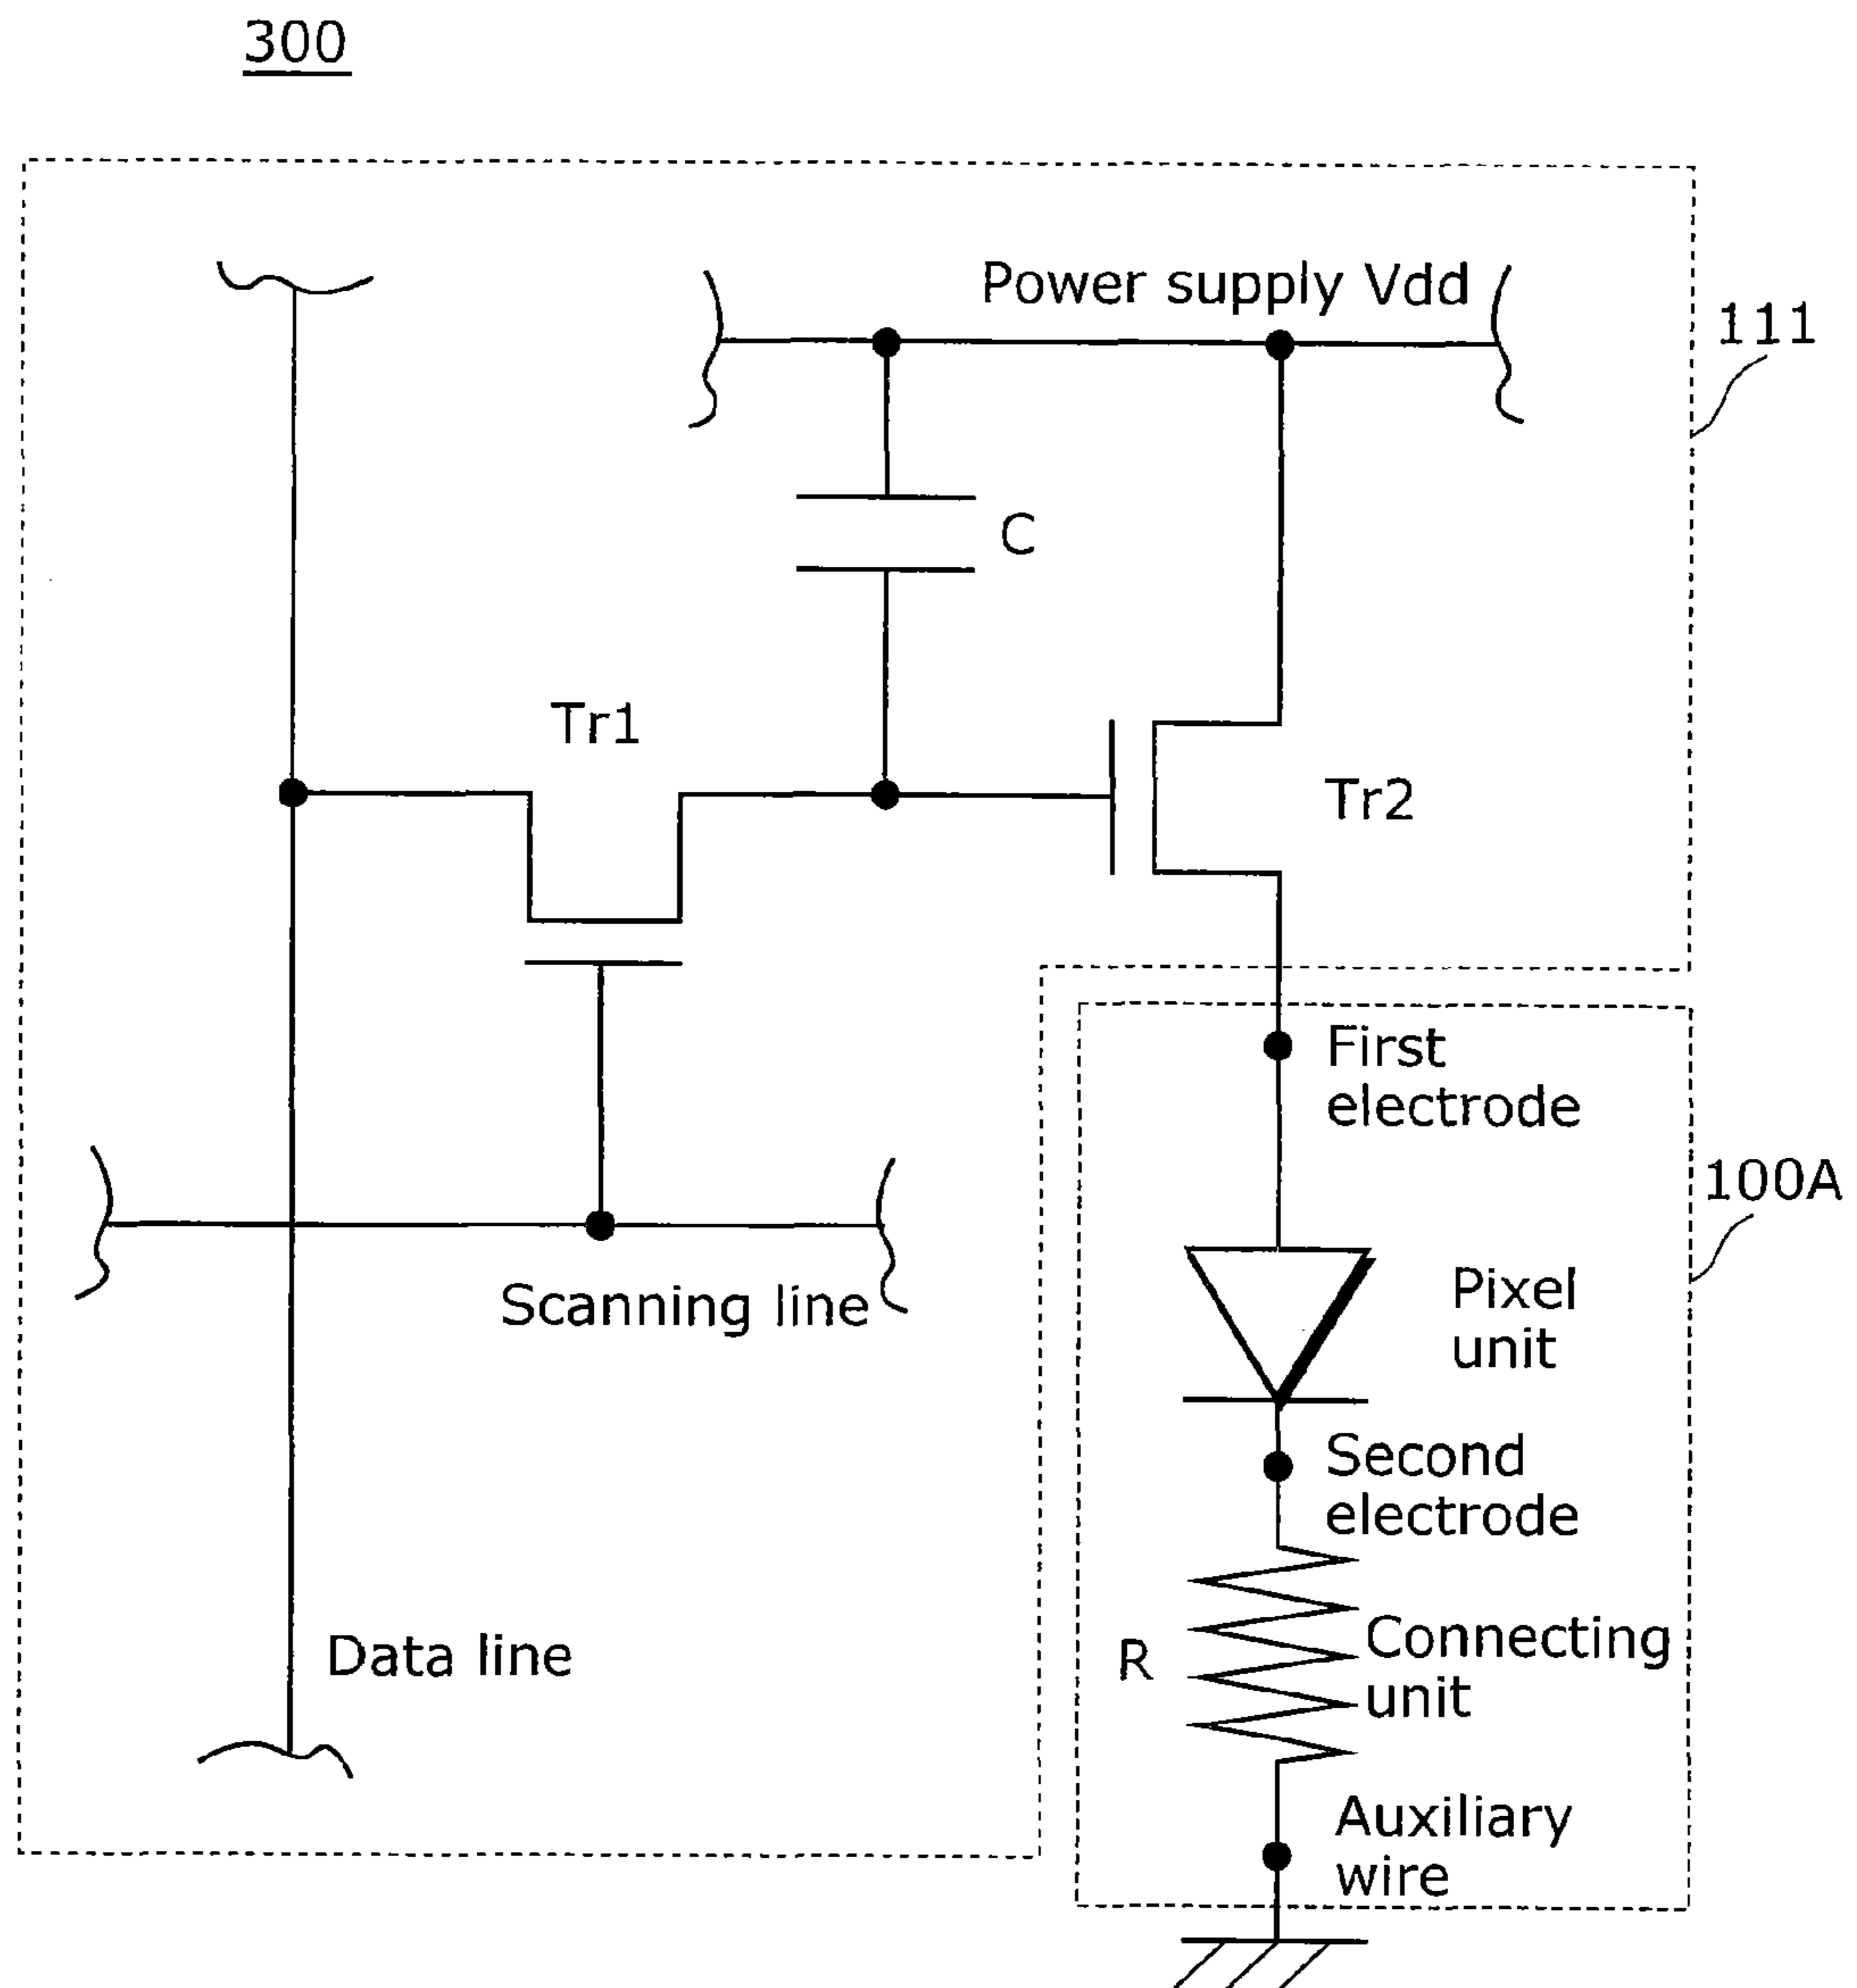 300
Power supply Vdd
111
C
Tr1
Tr2
First
electrode
100A
Scanning line
Pixel
unit
Second
electrode
Data line
R
Connecting
unit
Auxiliary
wire